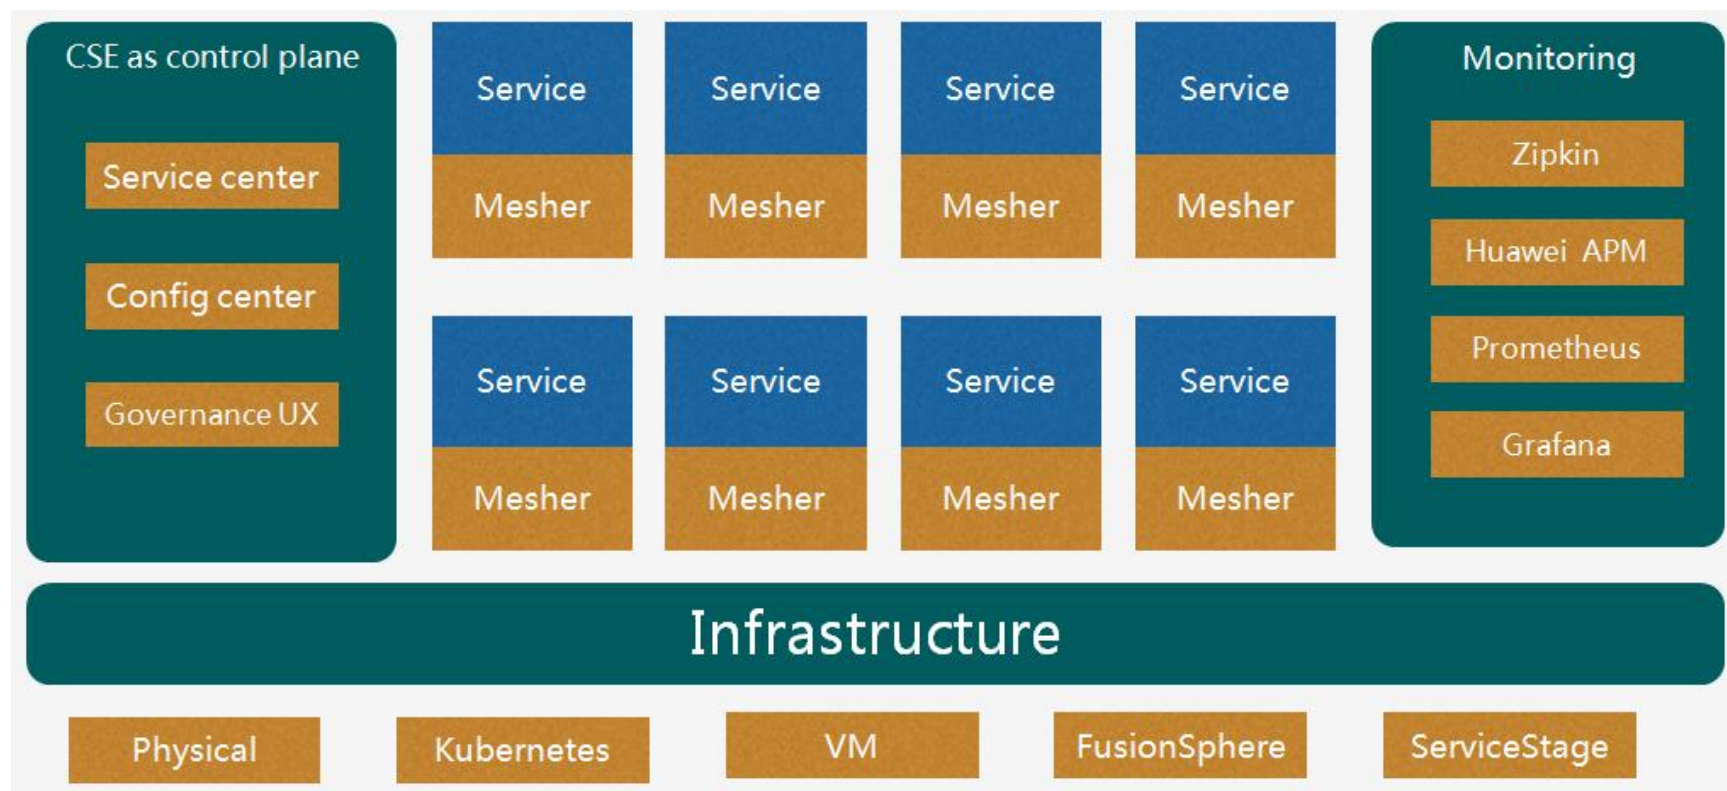 CSE as control plane
Service center
Config center
Governance UX
Service Service Service Service
Mesher Mesher Mesher Mesher
Service Service Service Service
Mesher Mesher Mesher Mesher
Monitoring
Zipkin
Huawei APM
Prometheus
Grafana
Infrastructure
Physical Kubernetes VM FusionSphere ServiceStage